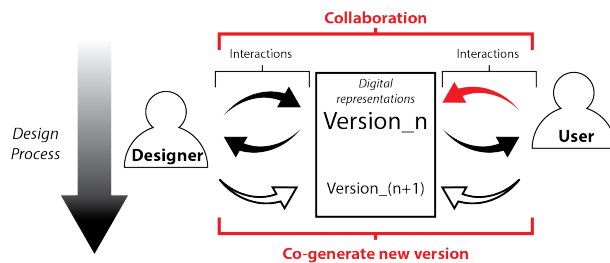 Collaboration
Interactions
Interactions
Digital
representations
Version_n
Design
Process
Designer
User
Version_(n+1)
Co-generate new version